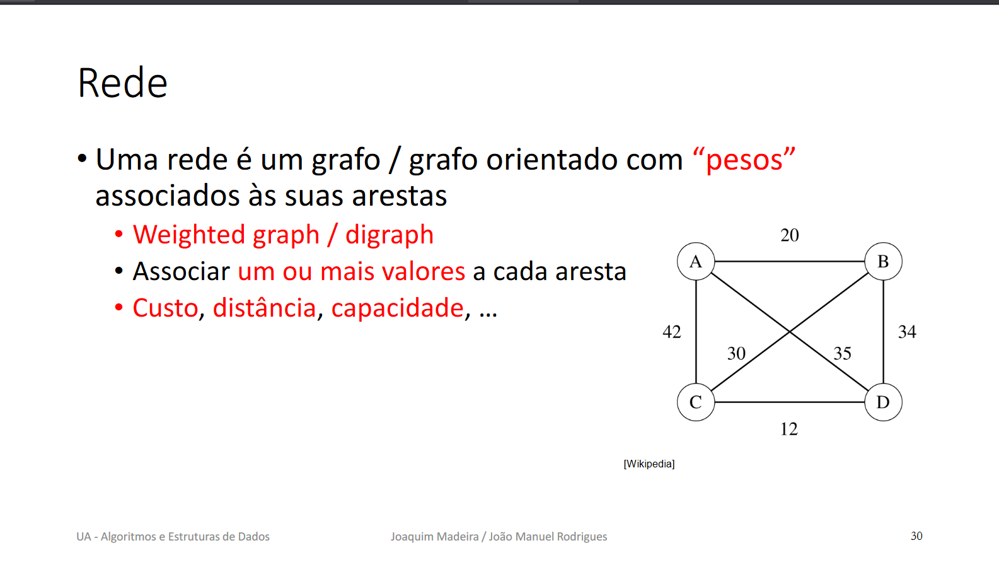 Rede
• Uma rede é um grafo / grafo orientado com “pesos”
associados às suas arestas
• Weighted graph / digraph
• Associar um ou mais valores a cada aresta
• Custo, distância, capacidade, …
20
A
B
42
30
35
34
C
D
12
[Wikipedia]
UA - Algoritmos e Estruturas de Dados
Joaquim Madeira / João Manuel Rodrigues
30